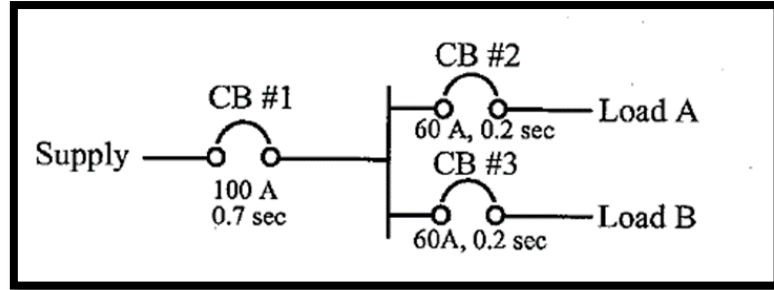 CB #2
CB #1
60 A, 0.2 sec
Load A
Supply
CB #3
100 A
0.7 sec
60A, 0.2 sec
Load B